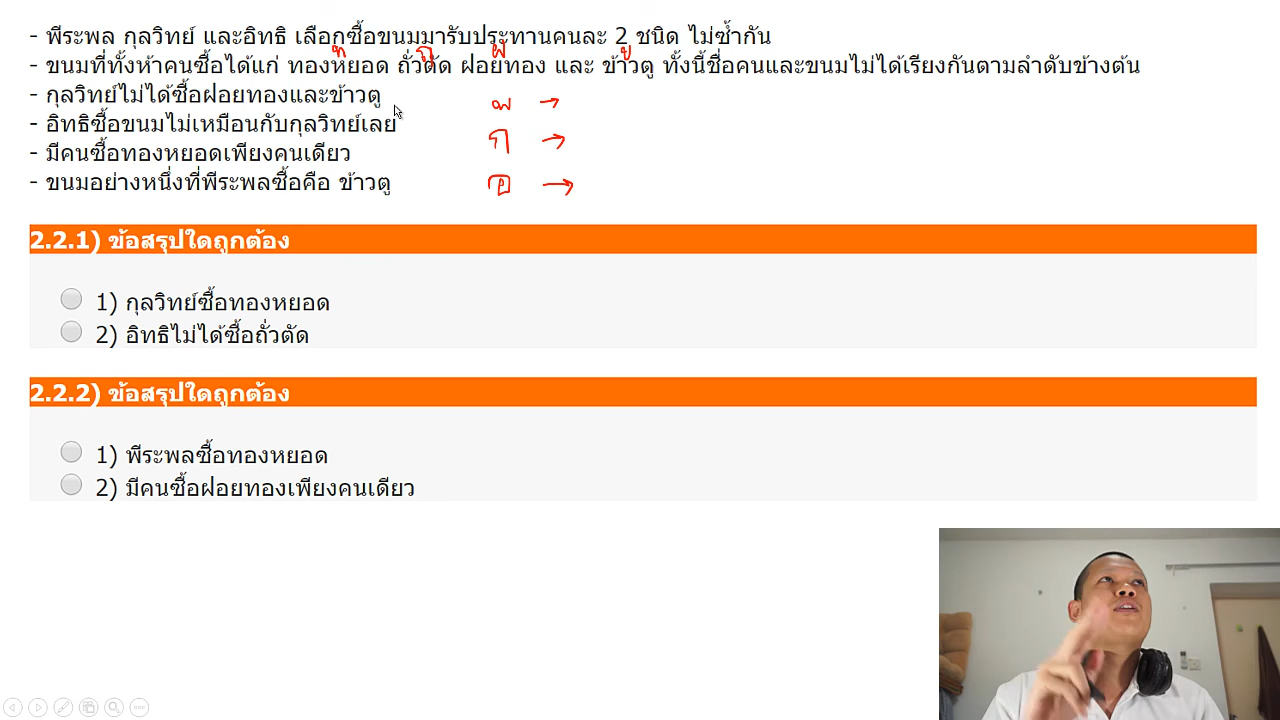 - พีระพล กุลวิทย์ และอิทธิ เลือกซื้อขนมมารับประทานคนละ 2 ชนิด ไม่ซ้ำกัน
ท ถ ฝ ข
- ขนมที่ทั้งห้าคนซื้อได้แก่ ทองหยอด ถั่วตัด ฝอยทอง และ ข้าวตู ทั้งนี้ชื่อคนและขนมไม่ได้เรียงกันตามลำดับข้างต้น
- กุลวิทย์ไม่ได้ซื้อฝอยทองและข้าวตู
พ →
- อิทธิซื้อขนมไม่เหมือนกับกุลวิทย์เลย
ก →
- มีคนซื้อทองหยอดเพียงคนเดียว
- ขนมอย่างหนึ่งที่พีระพลซื้อคือ ข้าวตู
อ →
2.2.1) ข้อสรุปใดถูกต้อง
1) กุลวิทย์ซื้อทองหยอด
2) อิทธิไม่ได้ซื้อถั่วตัด
2.2.2) ข้อสรุปใดถูกต้อง
1) พีระพลซื้อทองหยอด
2) มีคนซื้อฝอยทองเพียงคนเดียว